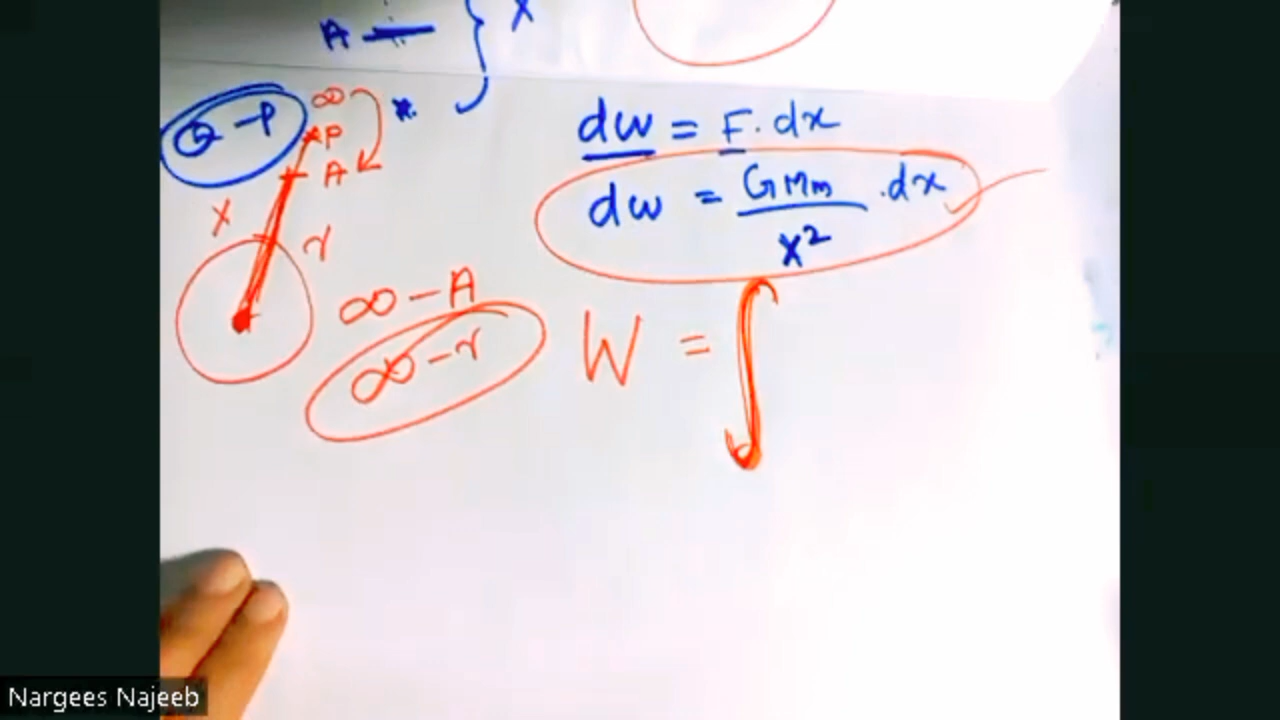 A
x
Q-P
∞
P
A
x
r
dw = F. dx
dw = GMm/x² .dx
∞-A
∞-r
W = ∫
Nargees Najeeb